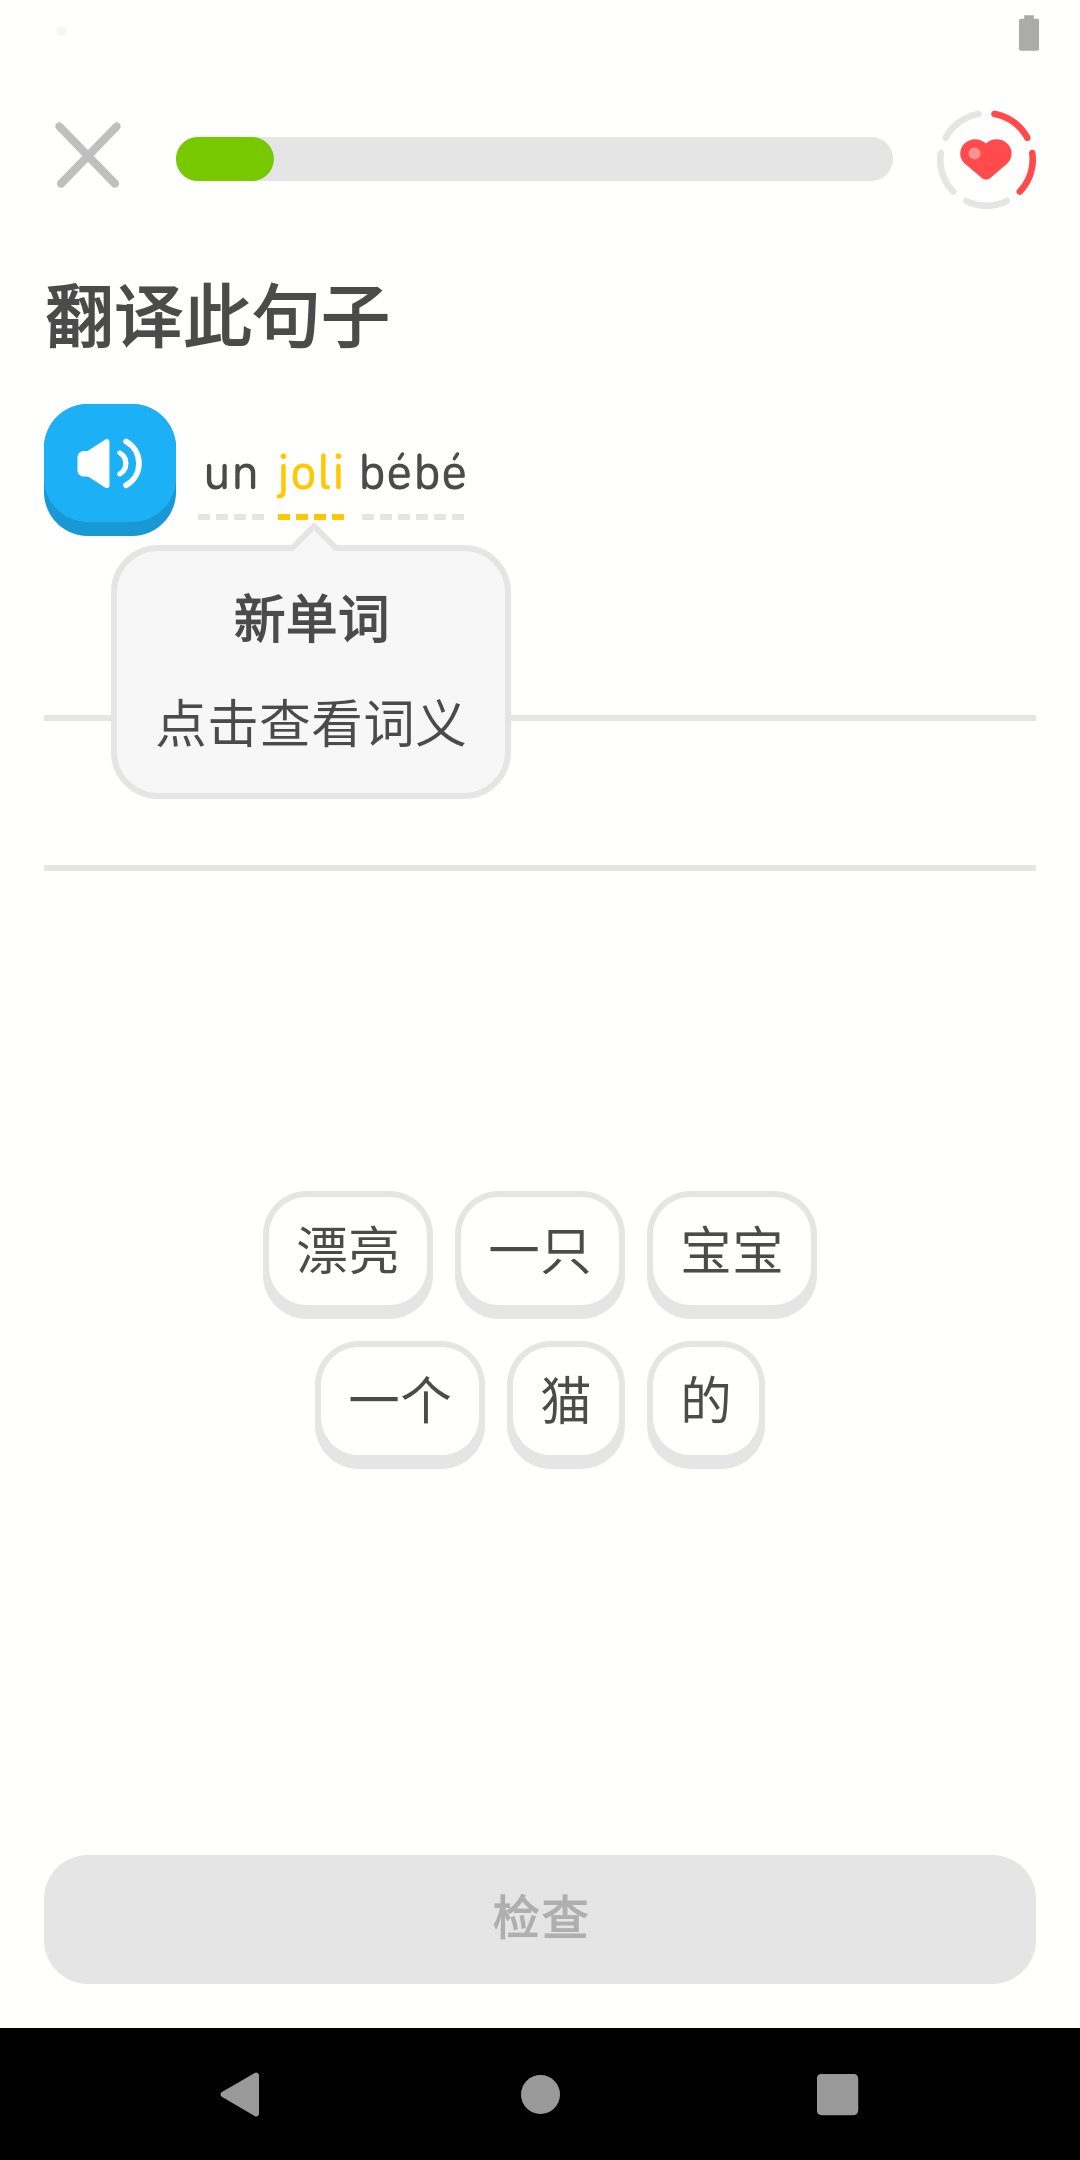 翻译此句子
un joli bébé
新单词
点击查看词义
漂亮 一只 宝宝
一个 猫 的
检查